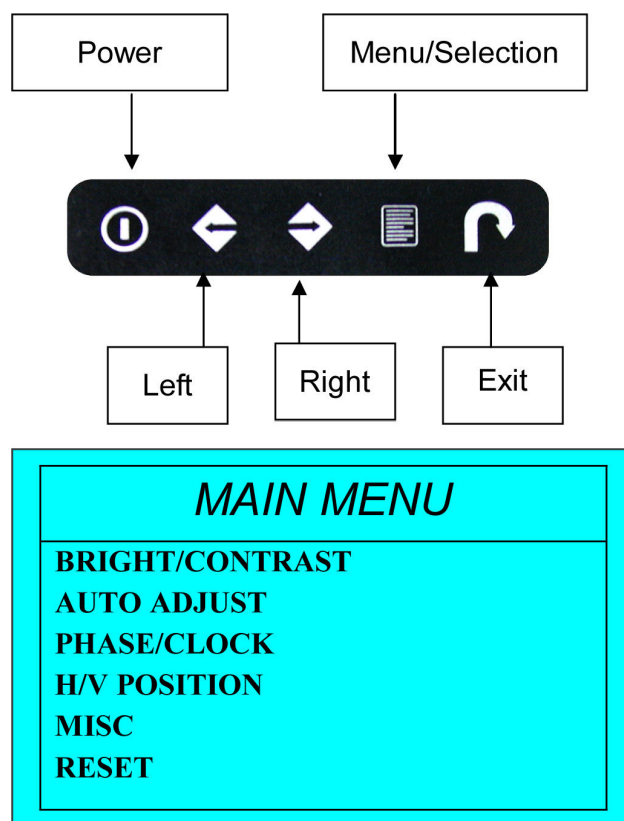 Power
Menu/Selection
Left
Right
Exit
MAIN MENU
BRIGHT/CONTRAST
AUTO ADJUST
PHASE/CLOCK
H/V POSITION
MISC
RESET